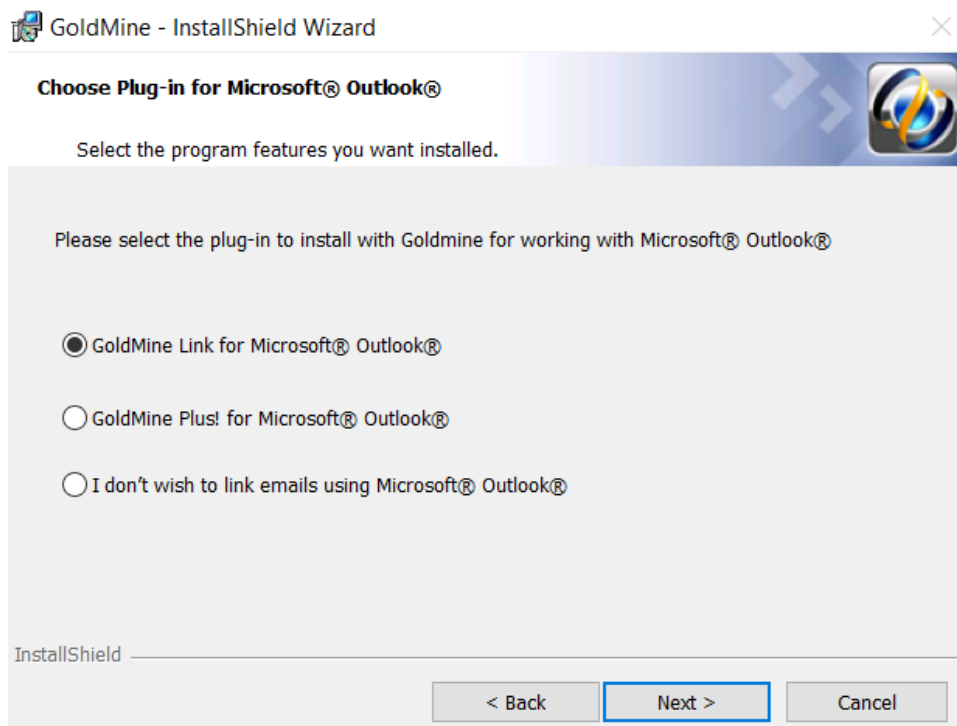 GoldMine - InstallShield Wizard
Choose Plug-in for Microsoft® Outlook®
Select the program features you want installed.
Please select the plug-in to install with Goldmine for working with Microsoft® Outlook®
GoldMine Link for Microsoft® Outlook®
GoldMine Plus! for Microsoft® Outlook®
I don't wish to link emails using Microsoft® Outlook®
InstallShield
< Back Next > Cancel